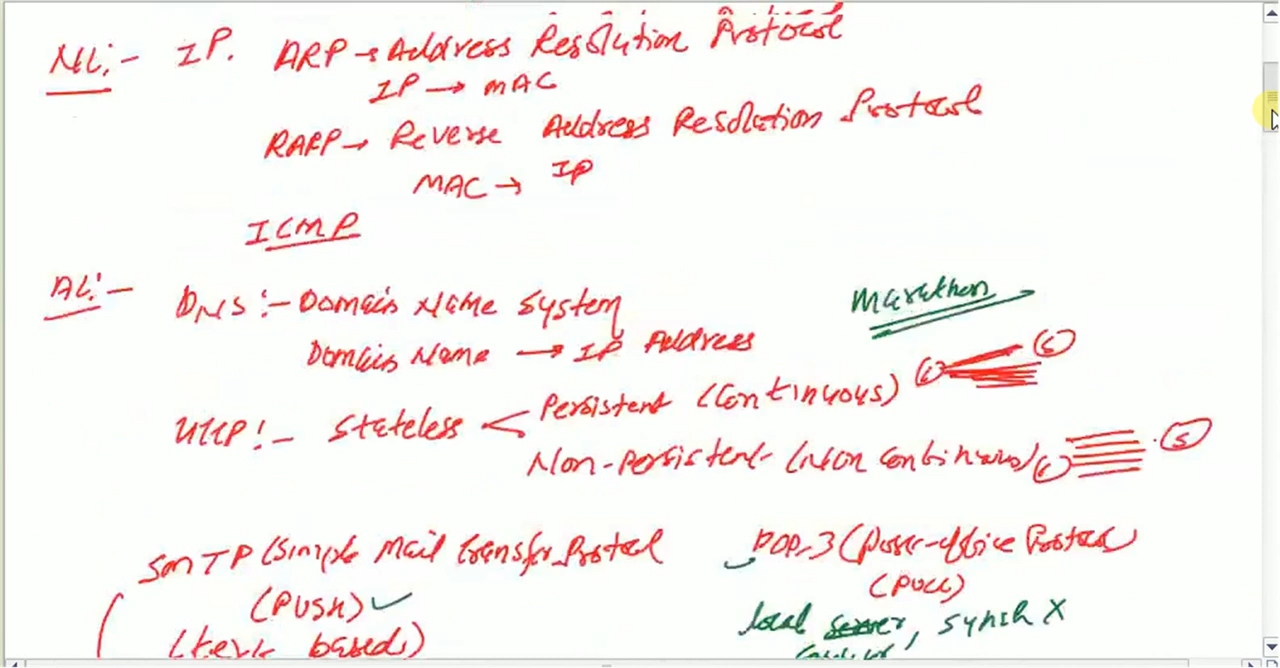 NL:- IP. ARP → Address Resolution Protocol
IP → MAC
RARP → Reverse Address Resolution Protocol
MAC → IP
ICMP
AL:- DNS :- Domain Name System
Marathon
Domain Name → IP Address
HTTP :- Stateless < Persistent (Continuous) C S
Non-Persistent (Non Continuous) C S
SMTP (Simple Mail Transfer Protocol
POP-3 (Post-office Protocol
(PUSH) ✓
(PULL)
(text based)
local server, synch X